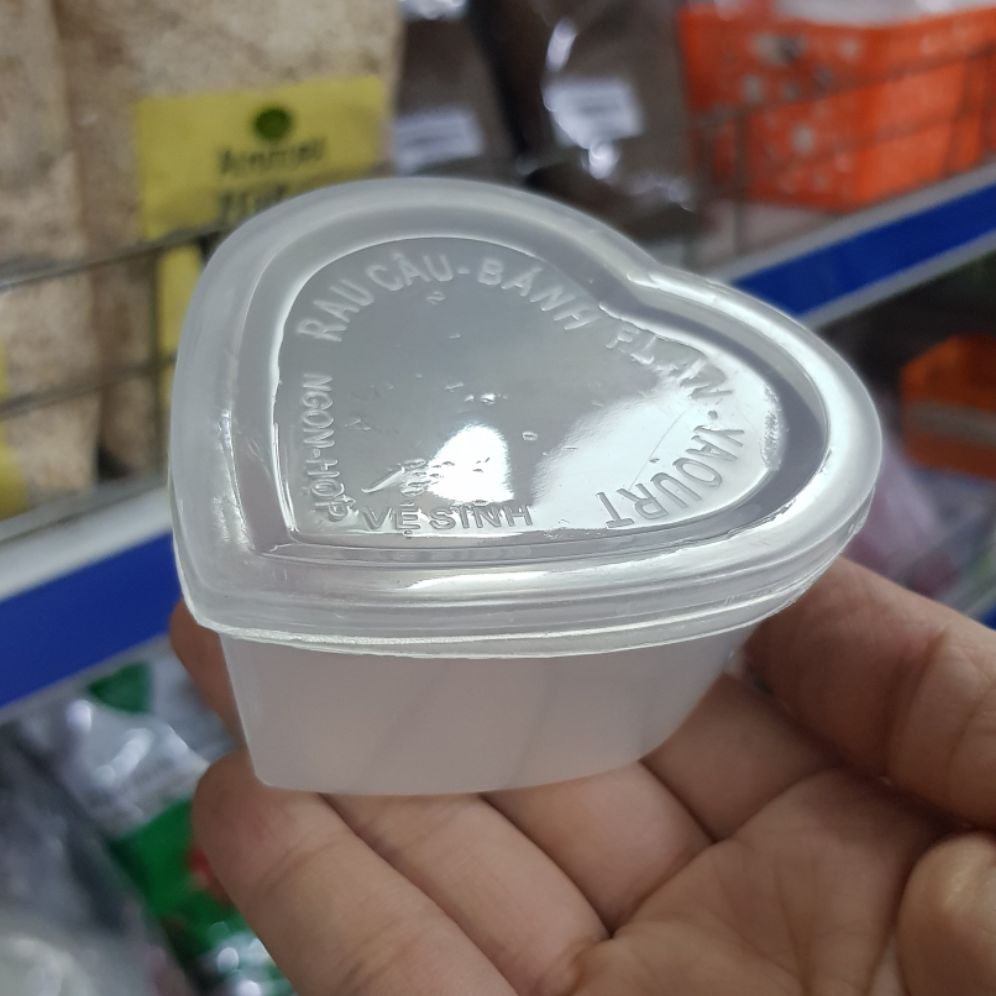 RAU CÂU - BÁNH FLAN - YAOURT
NGON - HỢP
VỆ SINH